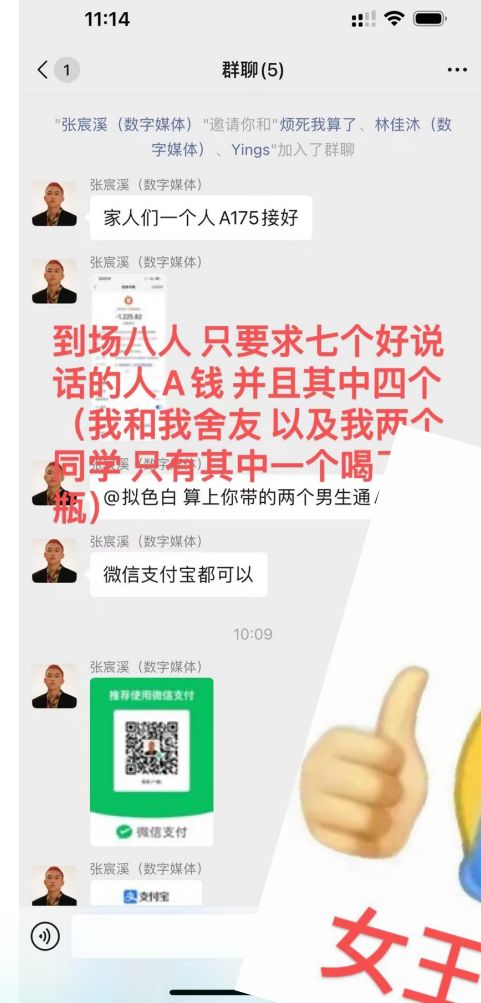 11:14
1
群聊(5)
"张宸溪（数字媒体）"邀请你和"烦死我算了、林佳沐（数
字媒体）、Yings"加入了群聊
张宸溪（数字媒体）
家人们一个人A175接好
张宸溪（数字媒体）
-1,225.82
到场八人 只要求七个好说
话的人A钱 并且其中四个
（我和我舍友 以及我两个
同学 只有其中一个喝了
瓶）
@拟色白 算上你带的两个男生通
张宸溪（数字媒体）
微信支付宝都可以
10:09
张宸溪（数字媒体）
推荐使用微信支付
微信支付
张宸溪（数字媒体）
支付宝
女王